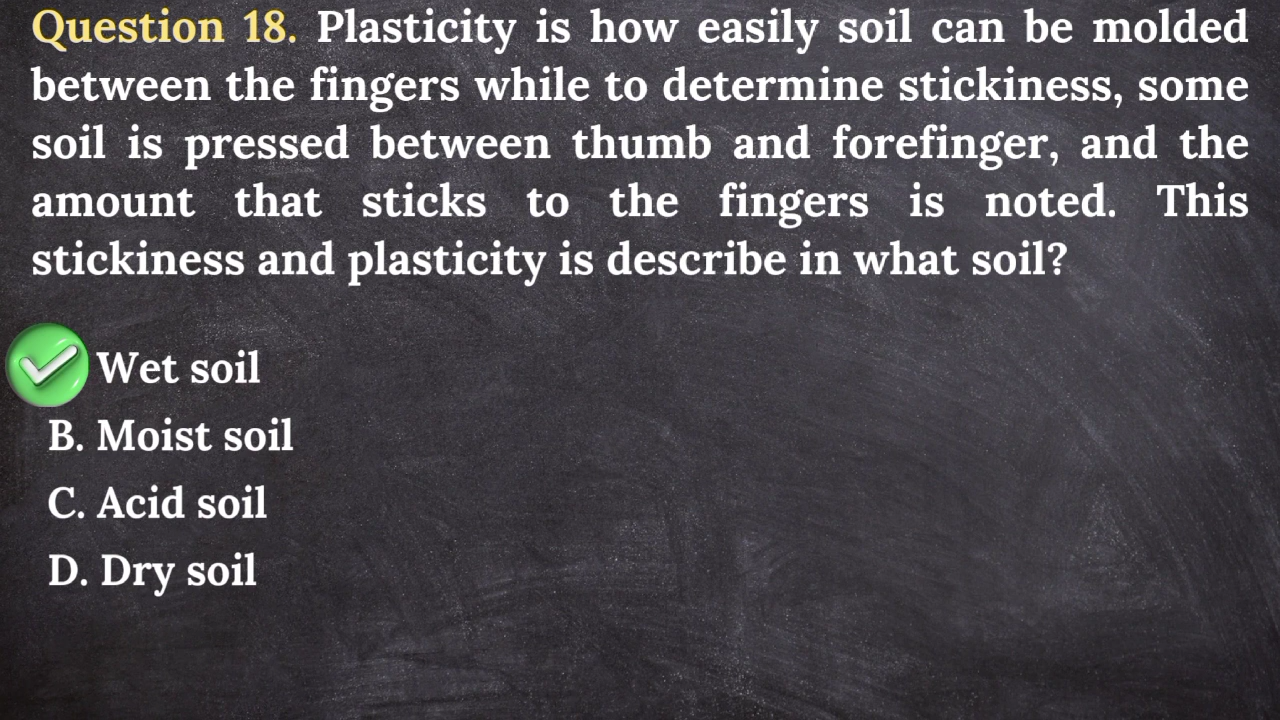 Question 18. Plasticity is how easily soil can be molded
between the fingers while to determine stickiness, some
soil is pressed between thumb and forefinger, and the
amount that sticks to the fingers is noted. This
stickiness and plasticity is describe in what soil?
Wet soil
B. Moist soil
C. Acid soil
D. Dry soil